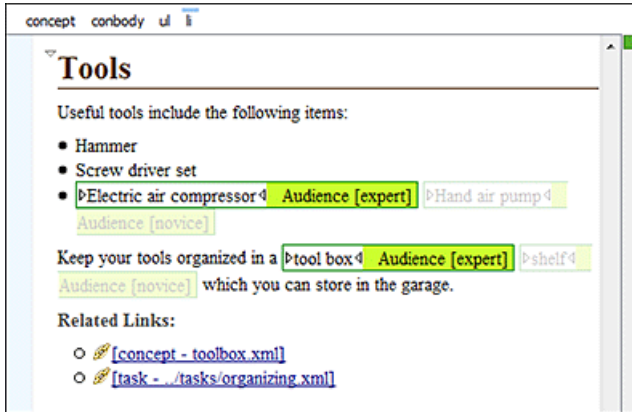 concept conbody ul li
Tools
Useful tools include the following items:
Hammer
Screw driver set
Electric air compressor Audience [expert] Hand air pump
Audience [novice]
Keep your tools organized in a tool box Audience [expert] shelf
Audience [novice] which you can store in the garage.
Related Links:
[concept - toolbox.xml]
[task - ../tasks/organizing.xml]